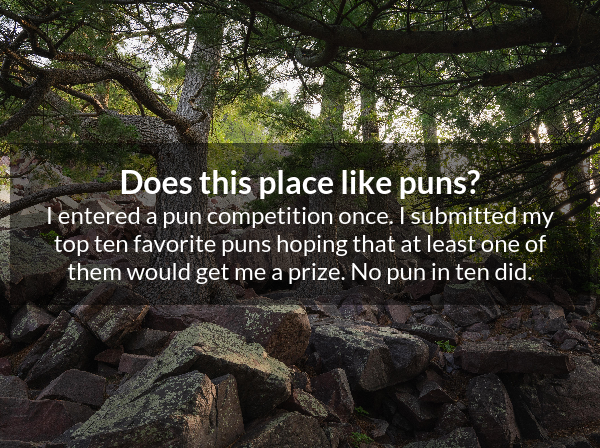 Does this place like puns?
I entered a pun competition once. I submitted my
top ten favorite puns hoping that at least one of
them would get me a prize. No pun in ten did.